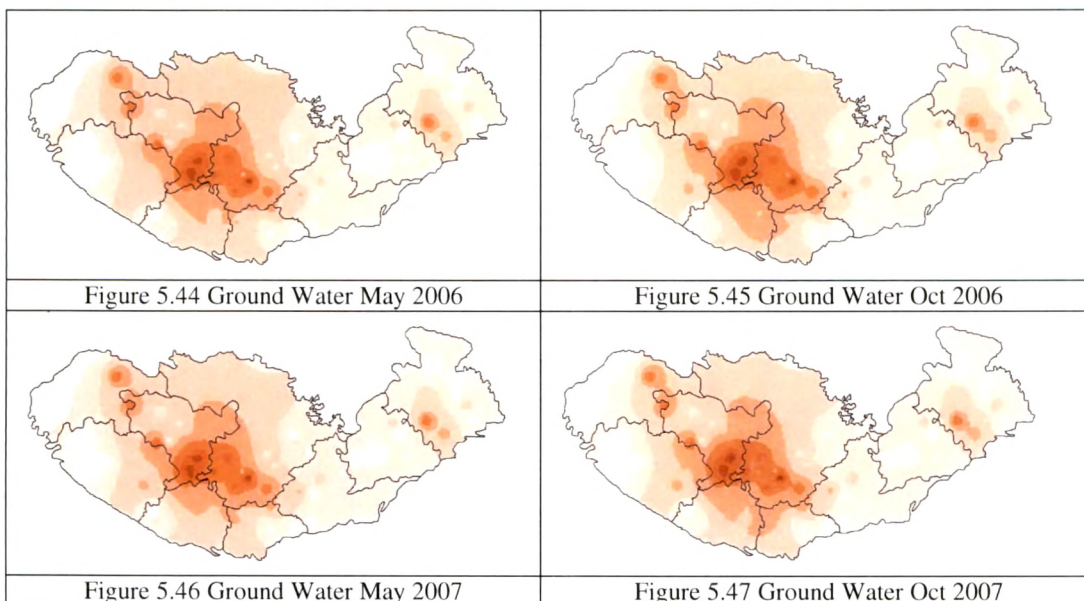 Figure 5.44 Ground Water May 2006
Figure 5.45 Ground Water Oct 2006
Figure 5.46 Ground Water May 2007
Figure 5.47 Ground Water Oct 2007